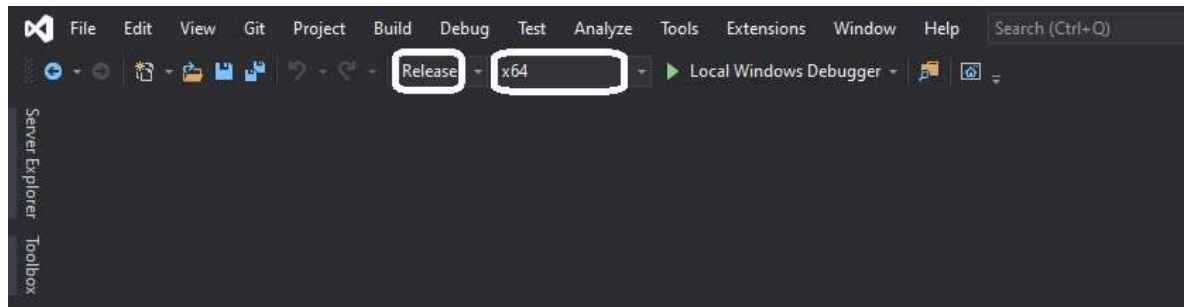 File Edit View Git Project Build Debug Test Analyze Tools Extensions Window Help Search (Ctrl+Q)
Release x64 Local Windows Debugger
Server Explorer
Toolbox